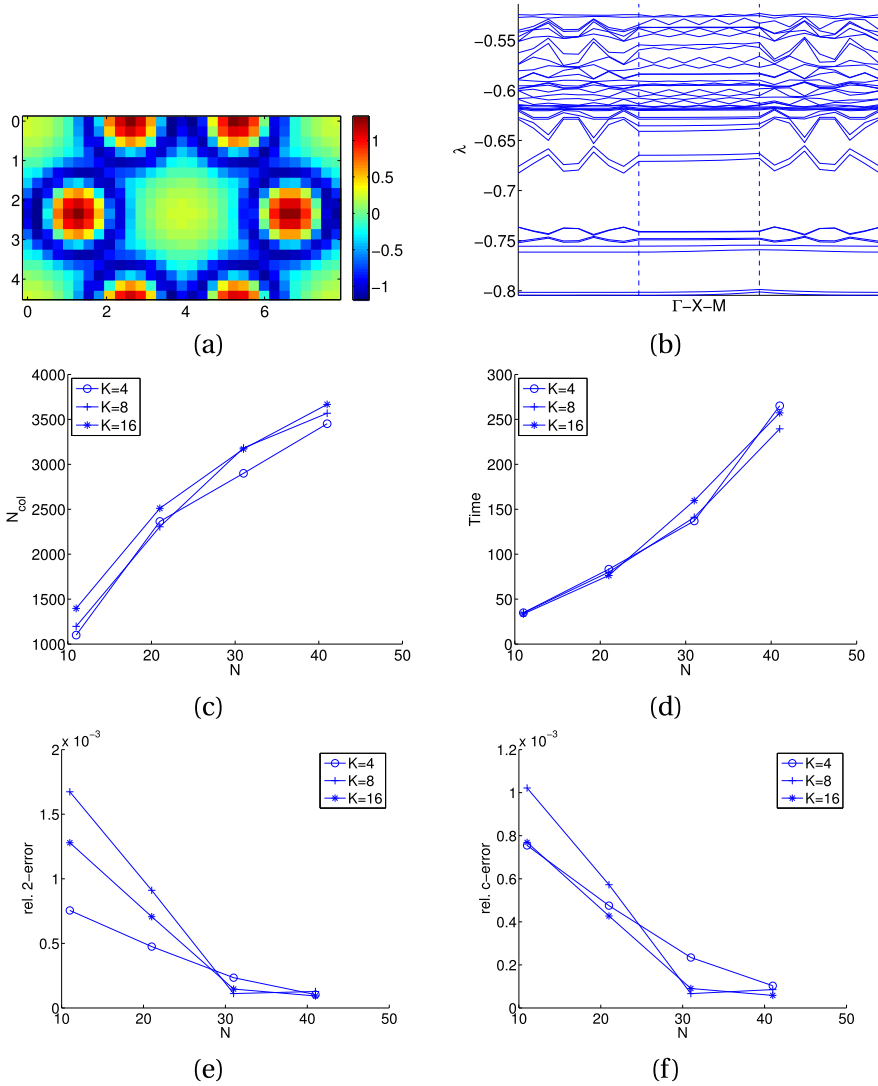 0
1
2
3
4
0
2
4
6
1
0.5
0
−0.5
−1
(a)
−0.55
−0.6
−0.65
−0.7
−0.75
−0.8
λ
Γ−X−M
(b)
4000
3500
3000
2500
2000
1500
1000
N_col
10
20
30
40
50
N
K=4
K=8
K=16
(c)
300
250
200
150
100
50
0
Time
10
20
30
40
50
N
K=4
K=8
K=16
(d)
x 10^−3
2
1.5
1
0.5
0
rel. 2−error
10
20
30
40
50
N
K=4
K=8
K=16
(e)
x 10^−3
1.2
1
0.8
0.6
0.4
0.2
0
rel. c−error
10
20
30
40
50
N
K=4
K=8
K=16
(f)